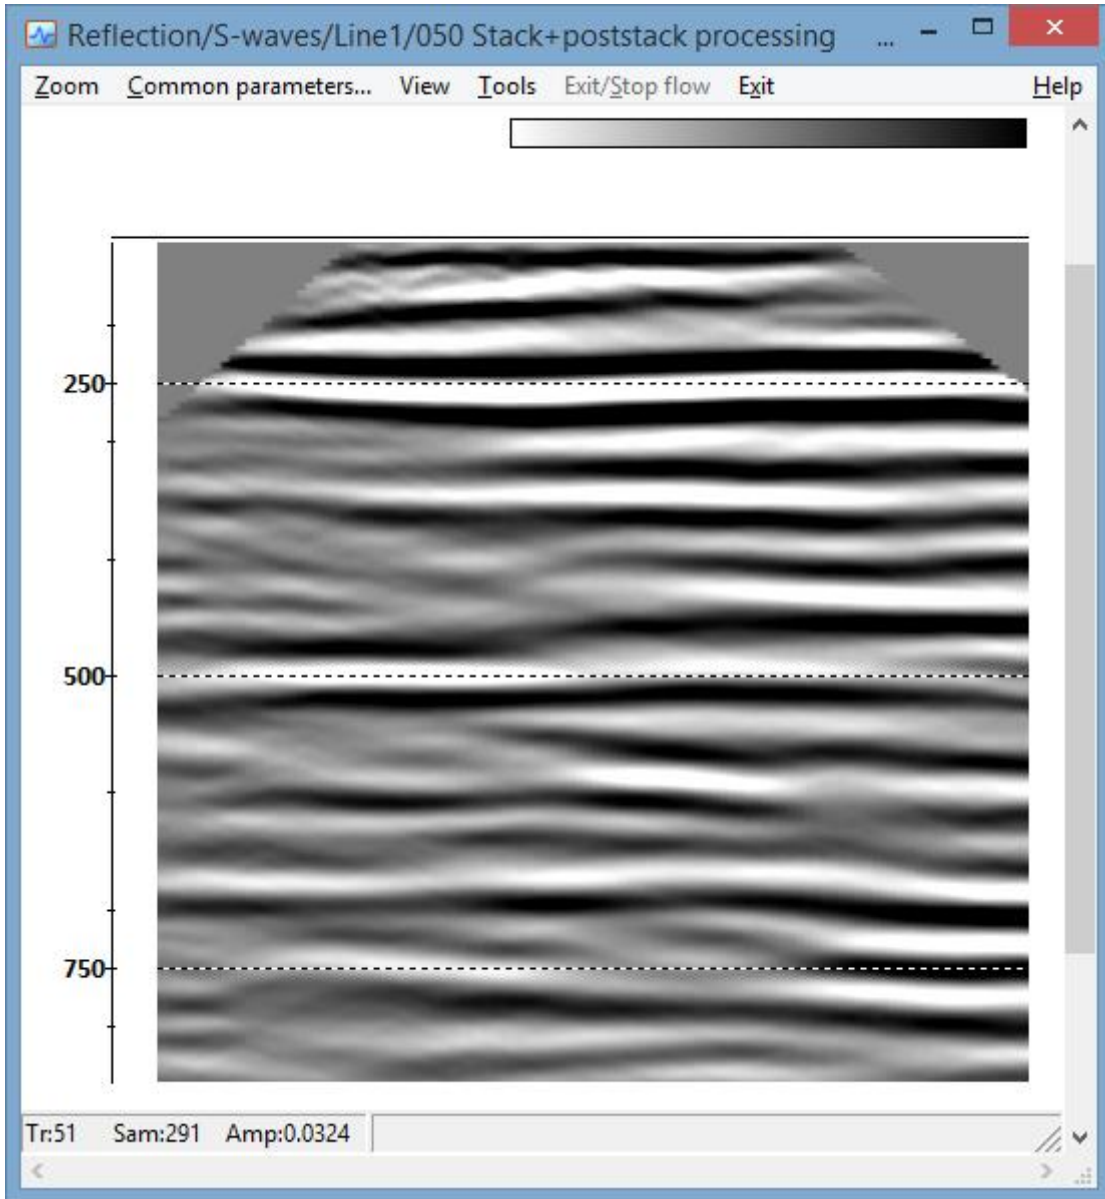 Reflection/S-waves/Line1/050 Stack+poststack processing ...
Zoom Common parameters... View Tools Exit/Stop flow Exit Help
250
500
750
Tr:51 Sam:291 Amp:0.0324